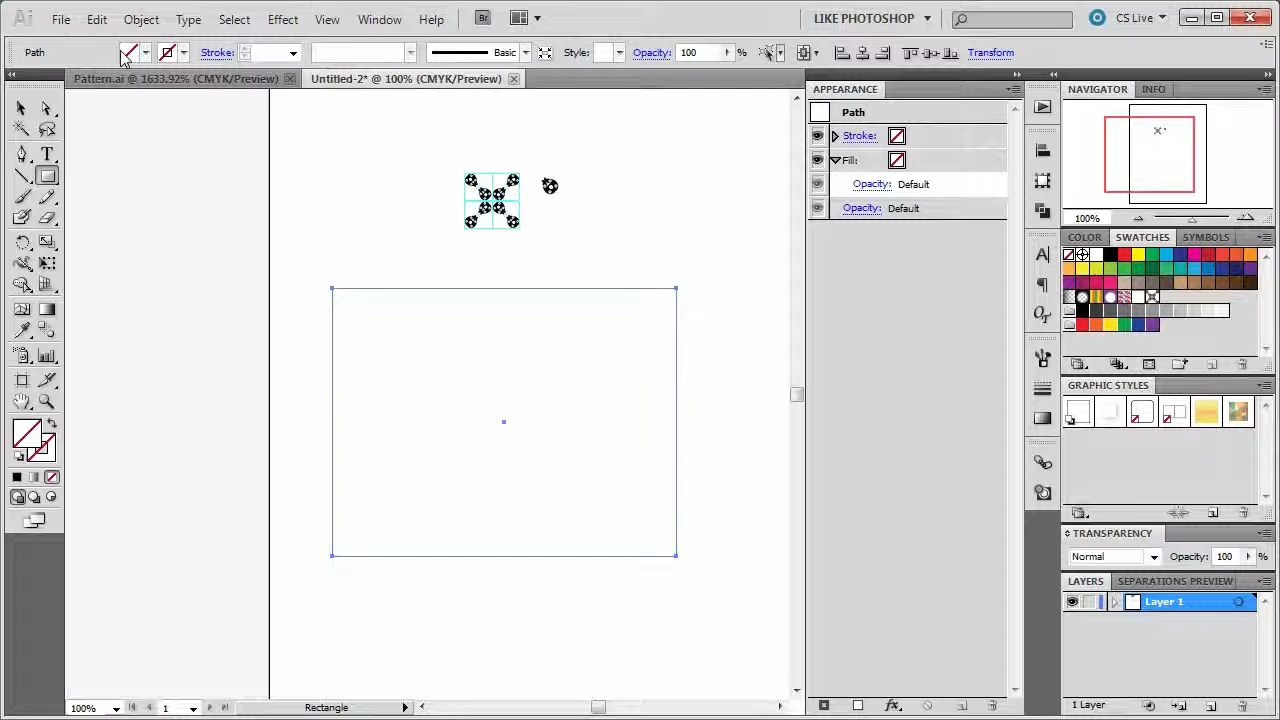 Ai File Edit Object Type Select Effect View Window Help Br LIKE PHOTOSHOP CS Live
Path Stroke: Basic Style: Opacity: 100 % Transform
Pattern.ai @ 1633.92% (CMYK/Preview) Untitled-2* @ 100% (CMYK/Preview)
APPEARANCE
Path
Stroke:
Fill:
Opacity: Default
Opacity: Default
NAVIGATOR INFO
100%
COLOR SWATCHES SYMBOLS
GRAPHIC STYLES
TRANSPARENCY
Normal Opacity: 100 %
LAYERS SEPARATIONS PREVIEW
Layer 1
1 Layer
100% 1 Rectangle